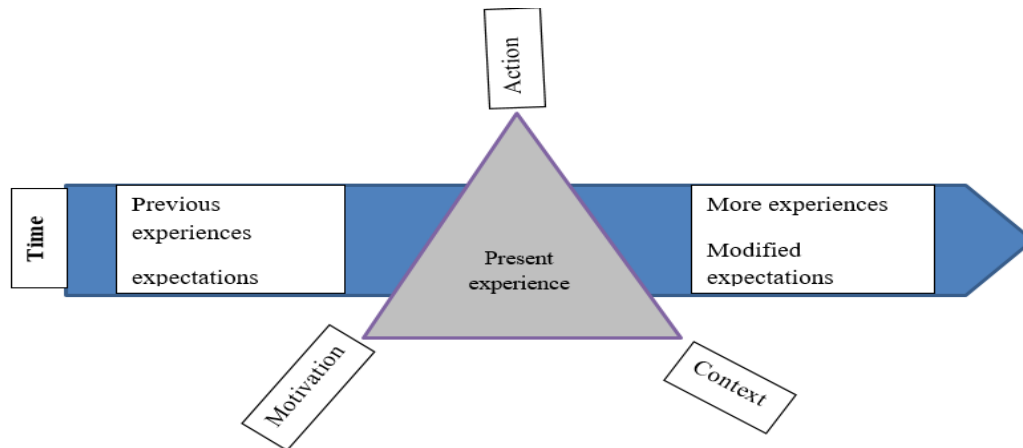 Action
Time
Previous
experiences
expectations
Present
experience
More experiences
Modified
expectations
Motivation
Context